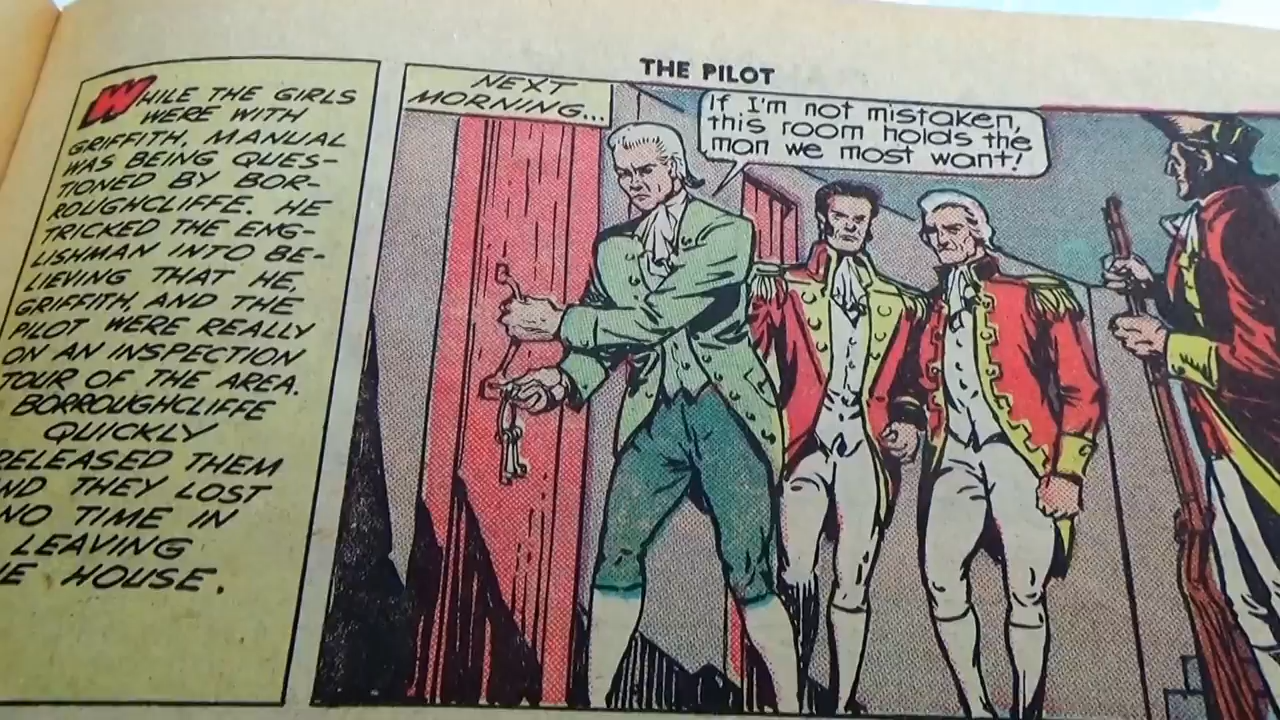 THE PILOT
WHILE THE GIRLS
WERE WITH
GRIFFITH, MANUAL
WAS BEING QUES-
TIONED BY BOR-
ROUGHCLIFFE. HE
TRICKED THE ENG-
LISHMAN INTO BE-
LIEVING THAT HE,
GRIFFITH, AND THE
PILOT WERE REALLY
ON AN INSPECTION
TOUR OF THE AREA.
BORROUGHCLIFFE
QUICKLY
RELEASED THEM
ND THEY LOST
NO TIME IN
LEAVING
E HOUSE.
NEXT
MORNING...
If I'm not mistaken,
this room holds the
man we most want!